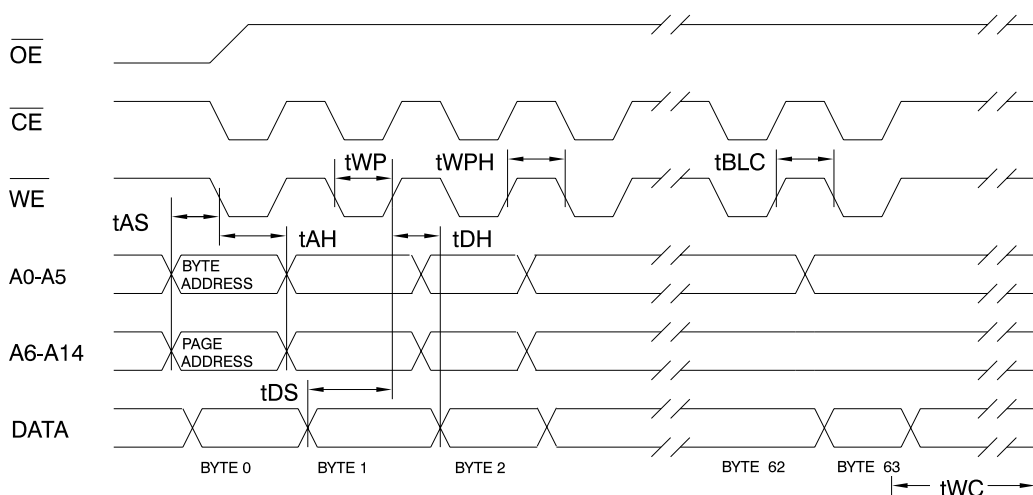 OE
CE
tWP tWPH tBLC
WE
tAS
tAH tDH
A0-A5
BYTE
ADDRESS
A6-A14
PAGE
ADDRESS
tDS
DATA
BYTE 0 BYTE 1 BYTE 2 BYTE 62 BYTE 63
tWC